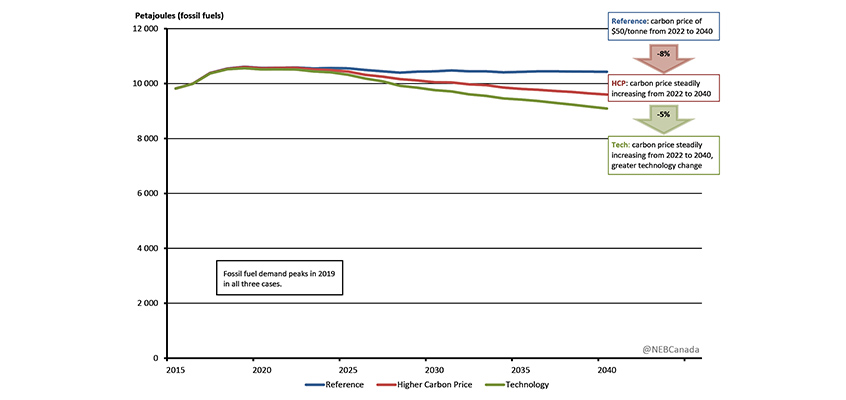 Petajoules (fossil fuels)
12 000
10 000
8 000
6 000
4 000
2 000
0
2015
2020
2025
2030
2035
2040
Reference: carbon price of
$50/tonne from 2022 to 2040
-8%
HCP: carbon price steadily
increasing from 2022 to 2040
-5%
Tech: carbon price steadily
increasing from 2022 to 2040,
greater technology change
Fossil fuel demand peaks in 2019
in all three cases.
@NEBCanada
Reference
Higher Carbon Price
Technology